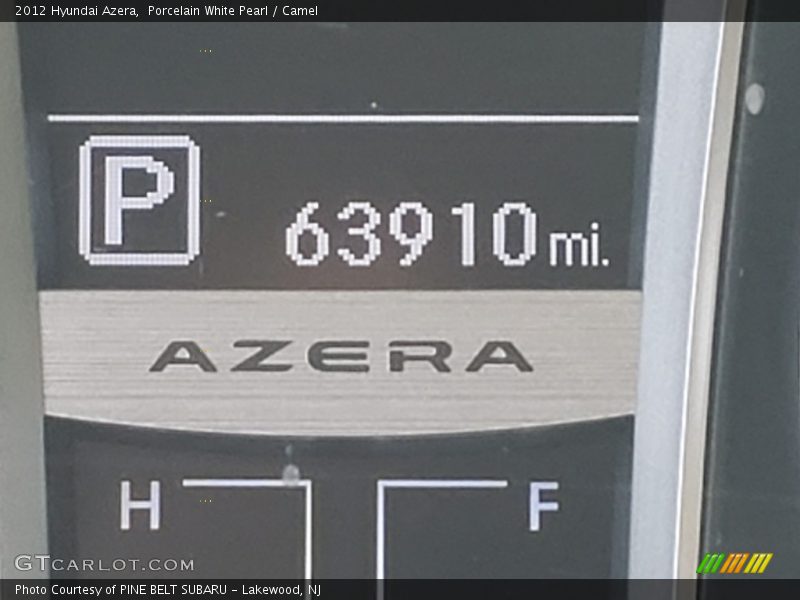 2012 Hyundai Azera,  Porcelain White Pearl / Camel
P
63910 mi.
AZERA
H F
GTCARLOT.COM
Photo Courtesy of PINE BELT SUBARU - Lakewood, NJ